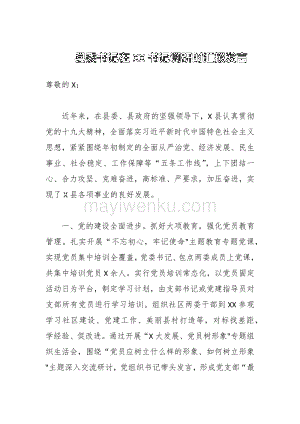 县委书记在XX书记调研时的汇报发言
尊敬的X：
近年来，在县委、县政府的坚强领导下，X县认真贯彻
党的十九大精神，全面落实习近平新时代中国特色社会主
义思想，紧紧围绕年初制定的全面从严治党、经济发展、民生
事业、社会稳定、工作保障等“五条工作线”，上下团结一
心、合力攻坚、克难奋进，高标准、严要求，加压奋进，实
现了X县各项事业的良好发展。
mayiwenku.com
一、党的建设全面进步。抓好大项教育。强化党员教育
管理。扎实开展“不忘初心，牢记使命”主题教育专题党课，
实现党员集中培训全覆盖。党委书记、包点两委成员上党课，
共集中培训党员X余人。实行党员培训常态化，以党员固定
活动日为平台，制定学习计划，由支部书记或党建指导员对
支部所有党员进行培训学习。组织社区两委干部到XX参观
学习社区建设、党建工作、美丽县村打造等，对标找差距，
学经验、促改进。通过开展“X大发展、党员树形象”专题组
织生活会，围绕“党员应树立什么样的形象、如何树立形象
”主题深入交流研讨，党组织书记带头发言，形成党支部“最